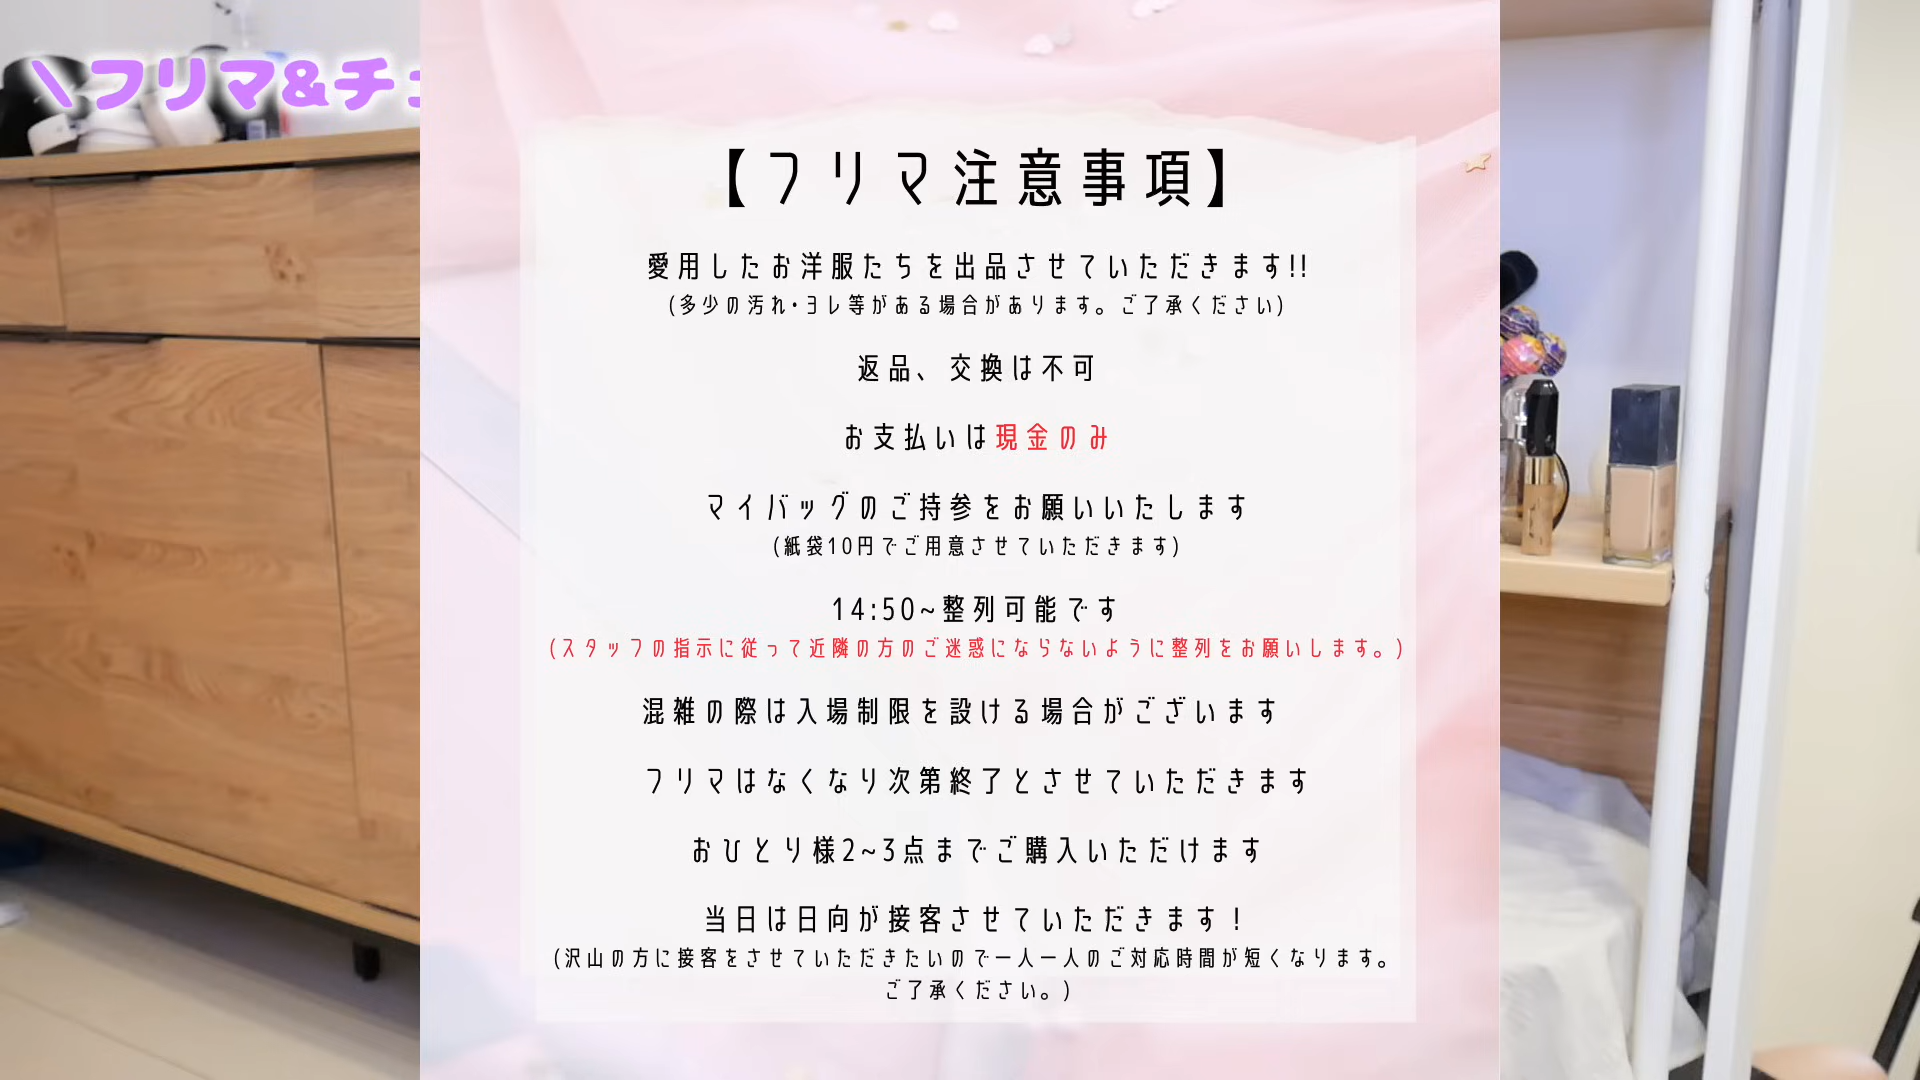 \フリマ&チ
【フリマ注意事項】
愛用したお洋服たちを出品させていただきます!!
(多少の汚れ・ヨレ等がある場合があります。ご了承ください)
返品、交換は不可
お支払いは現金のみ
マイバッグのご持参をお願いいたします
(紙袋10円でご用意させていただきます)
14:50~整列可能です
(スタッフの指示に従って近隣の方のご迷惑にならないように整列をお願いします。)
混雑の際は入場制限を設ける場合がございます
フリマはなくなり次第終了とさせていただきます
おひとり様2~3点までご購入いただけます
当日は日向が接客させていただきます!
(沢山の方に接客をさせていただきたいので一人一人のご対応時間が短くなります。
ご了承ください。)